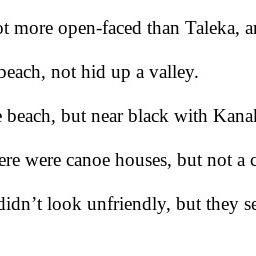 ot more open-faced than Taleka, a
beach, not hid up a valley.
e beach, but near black with Kanak
ere were canoe houses, but not a c
didn’t look unfriendly, but they se